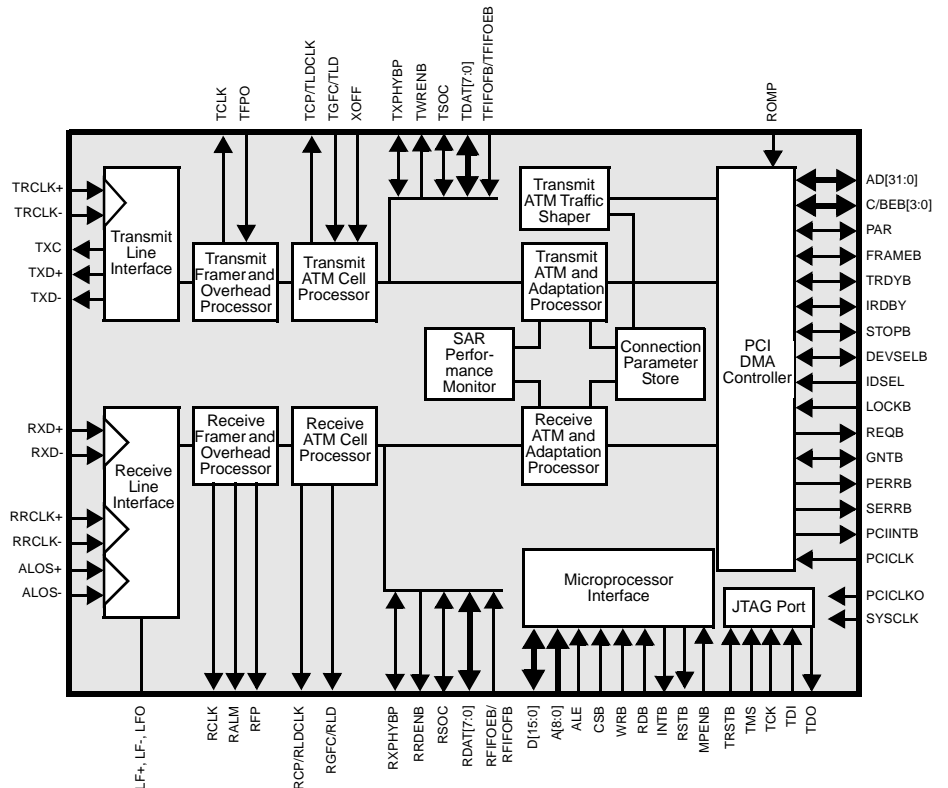 TCLK
TFPO
TCP/TLDCLK
TGFC/TLD
XOFF
TXPHYBP
TWRENB
TSOC
TDAT[7:0]
TFIFOFB/TFIFOEB
ROMP
TRCLK+
TRCLK-
TXC
TXD+
TXD-
Transmit
Line
Interface
Transmit
Framer and
Overhead
Processor
Transmit
ATM Cell
Processor
Transmit
ATM Traffic
Shaper
Transmit
ATM and
Adaptation
Processor
SAR
Perfor-
mance
Monitor
Connection
Parameter
Store
PCI
DMA
Controller
AD[31:0]
C/BEB[3:0]
PAR
FRAMEB
TRDYB
IRDBY
STOPB
DEVSELB
IDSEL
LOCKB
REQB
GNTB
PERRB
SERRB
PCIINTB
PCICLK
PCICLKO
SYSCLK
RXD+
RXD-
RRCLK+
RRCLK-
ALOS+
ALOS-
Receive
Line
Interface
Receive
Framer and
Overhead
Processor
Receive
ATM Cell
Processor
Receive
ATM and
Adaptation
Processor
Microprocessor
Interface
JTAG Port
LF+, LF-, LFO
RCLK
RALM
RFP
RCP/RLDCLK
RGFC/RLD
RXPHYBP
RRDENB
RSOC
RDAT[7:0]
RFIFOEB/
RFIFOFB
D[15:0]
A[8:0]
ALE
CSB
WRB
RDB
INTB
RSTB
MPENB
TRSTB
TMS
TCK
TDI
TDO